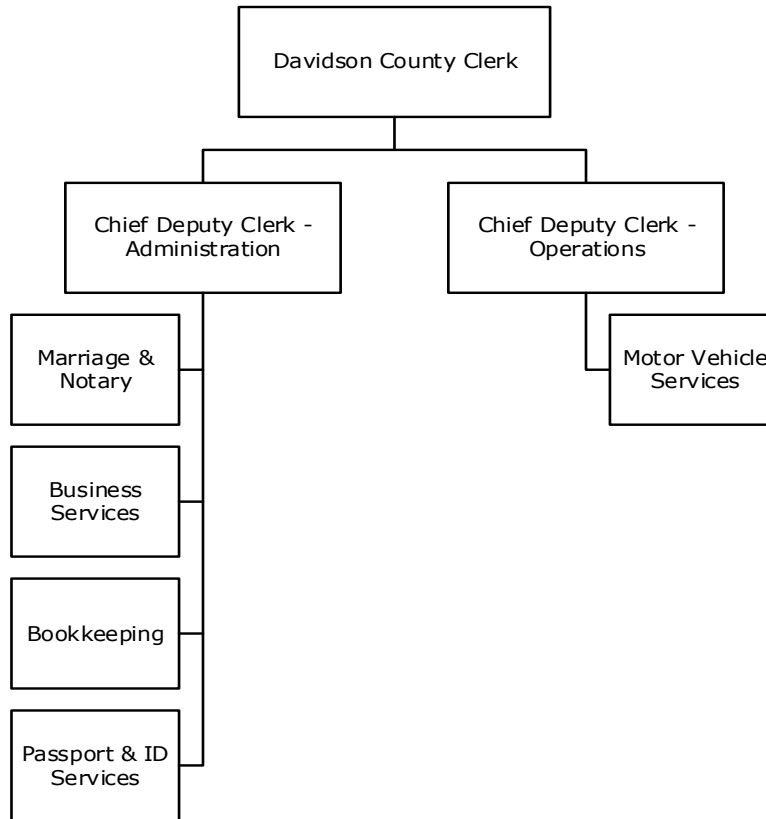 Davidson County Clerk
Chief Deputy Clerk -
Administration
Chief Deputy Clerk -
Operations
Marriage &
Notary
Motor Vehicle
Services
Business
Services
Bookkeeping
Passport & ID
Services